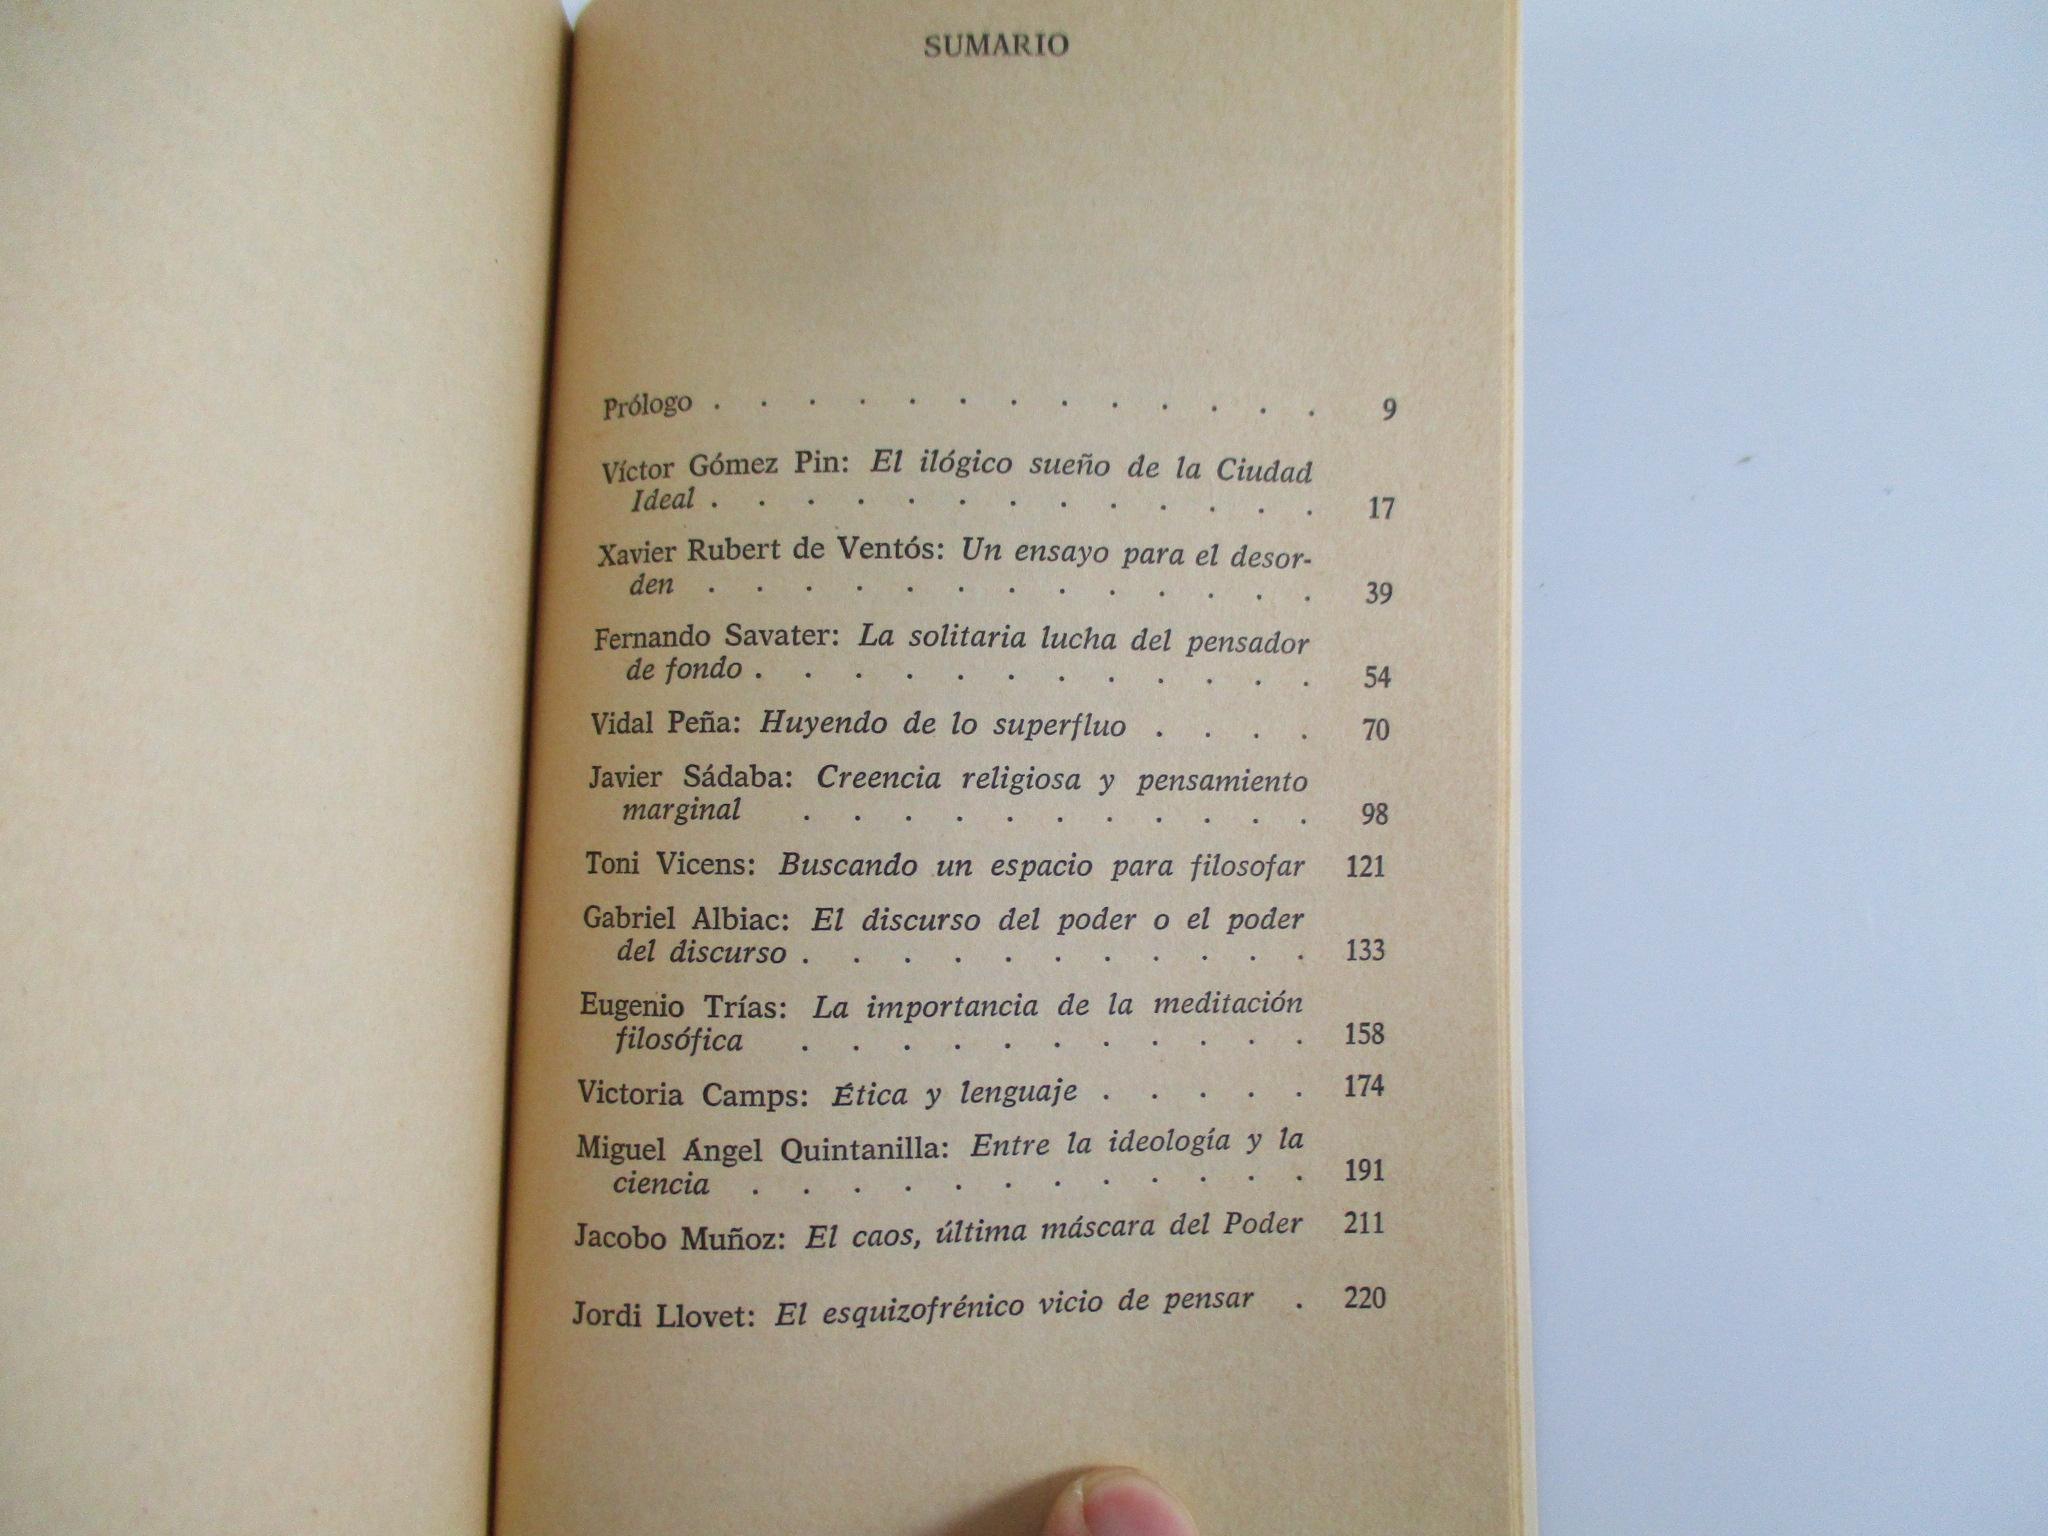 SUMARIO
Prólogo . . . . . . . . . . . . . 9
Víctor Gómez Pin: El ilógico sueño de la Ciudad
Ideal . . . . . . . . . . . . . 17
Xavier Rubert de Ventós: Un ensayo para el desor-
den . . . . . . . . . . . . . 39
Fernando Savater: La solitaria lucha del pensador
de fondo . . . . . . . . . . . . 54
Vidal Peña: Huyendo de lo superfluo . . . . 70
Javier Sádaba: Creencia religiosa y pensamiento
marginal . . . . . . . . . . . 98
Toni Vicens: Buscando un espacio para filosofar 121
Gabriel Albiac: El discurso del poder o el poder
del discurso . . . . . . . . . . . 133
Eugenio Trías: La importancia de la meditación
filosófica . . . . . . . . . . . 158
Victoria Camps: Ética y lenguaje . . . . . 174
Miguel Ángel Quintanilla: Entre la ideología y la
ciencia . . . . . . . . . . . . 191
Jacobo Muñoz: El caos, última máscara del Poder 211
Jordi Llovet: El esquizofrénico vicio de pensar . 220